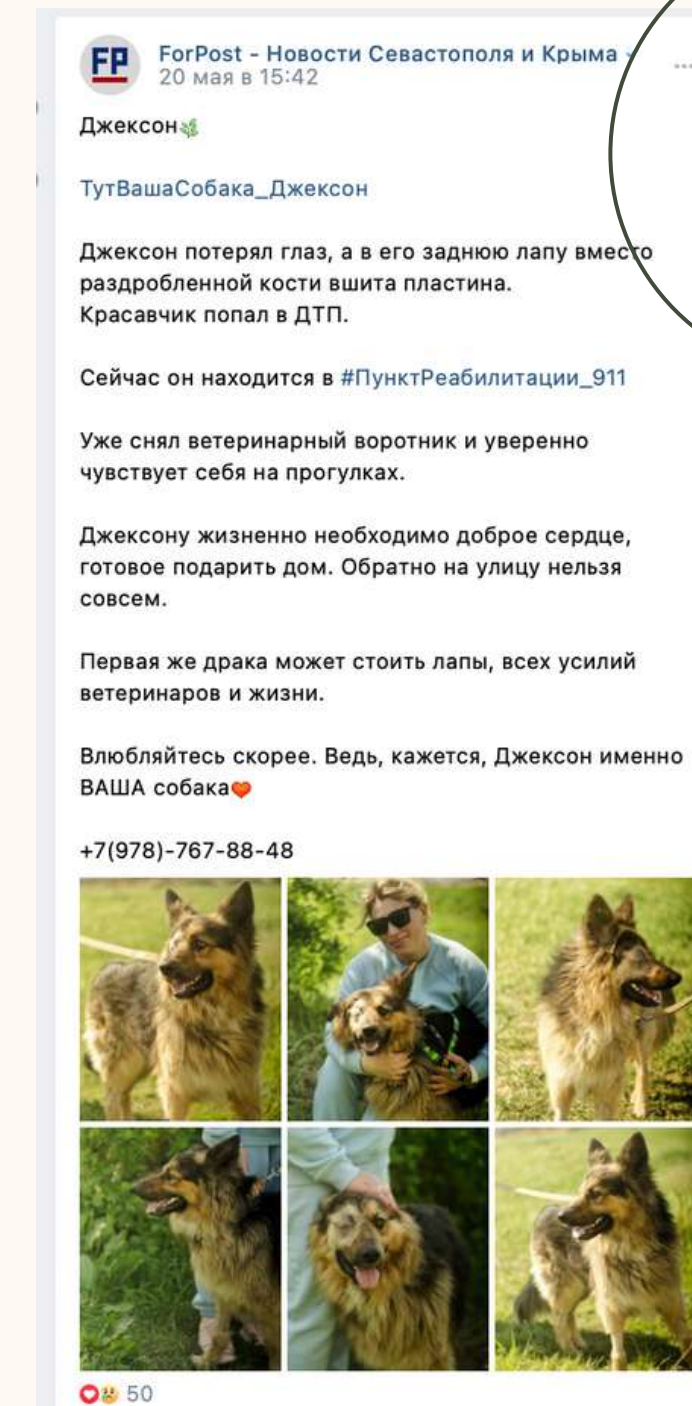 FP
ForPost - Новости Севастополя и Крыма
20 мая в 15:42
Джексон🌿
ТутВашаСобака_Джексон
Джексон потерял глаз, а в его заднюю лапу вместо
раздробленной кости вшита пластина.
Красавчик попал в ДТП.
Сейчас он находится в #ПунктРеабилитации_911
Уже снял ветеринарный воротник и уверенно
чувствует себя на прогулках.
Джексону жизненно необходимо доброе сердце,
готовое подарить дом. Обратно на улицу нельзя
совсем.
Первая же драка может стоить лапы, всех усилий
ветеринаров и жизни.
Влюбляйтесь скорее. Ведь, кажется, Джексон именно
ВАША собака❤️
+7(978)-767-88-48
50